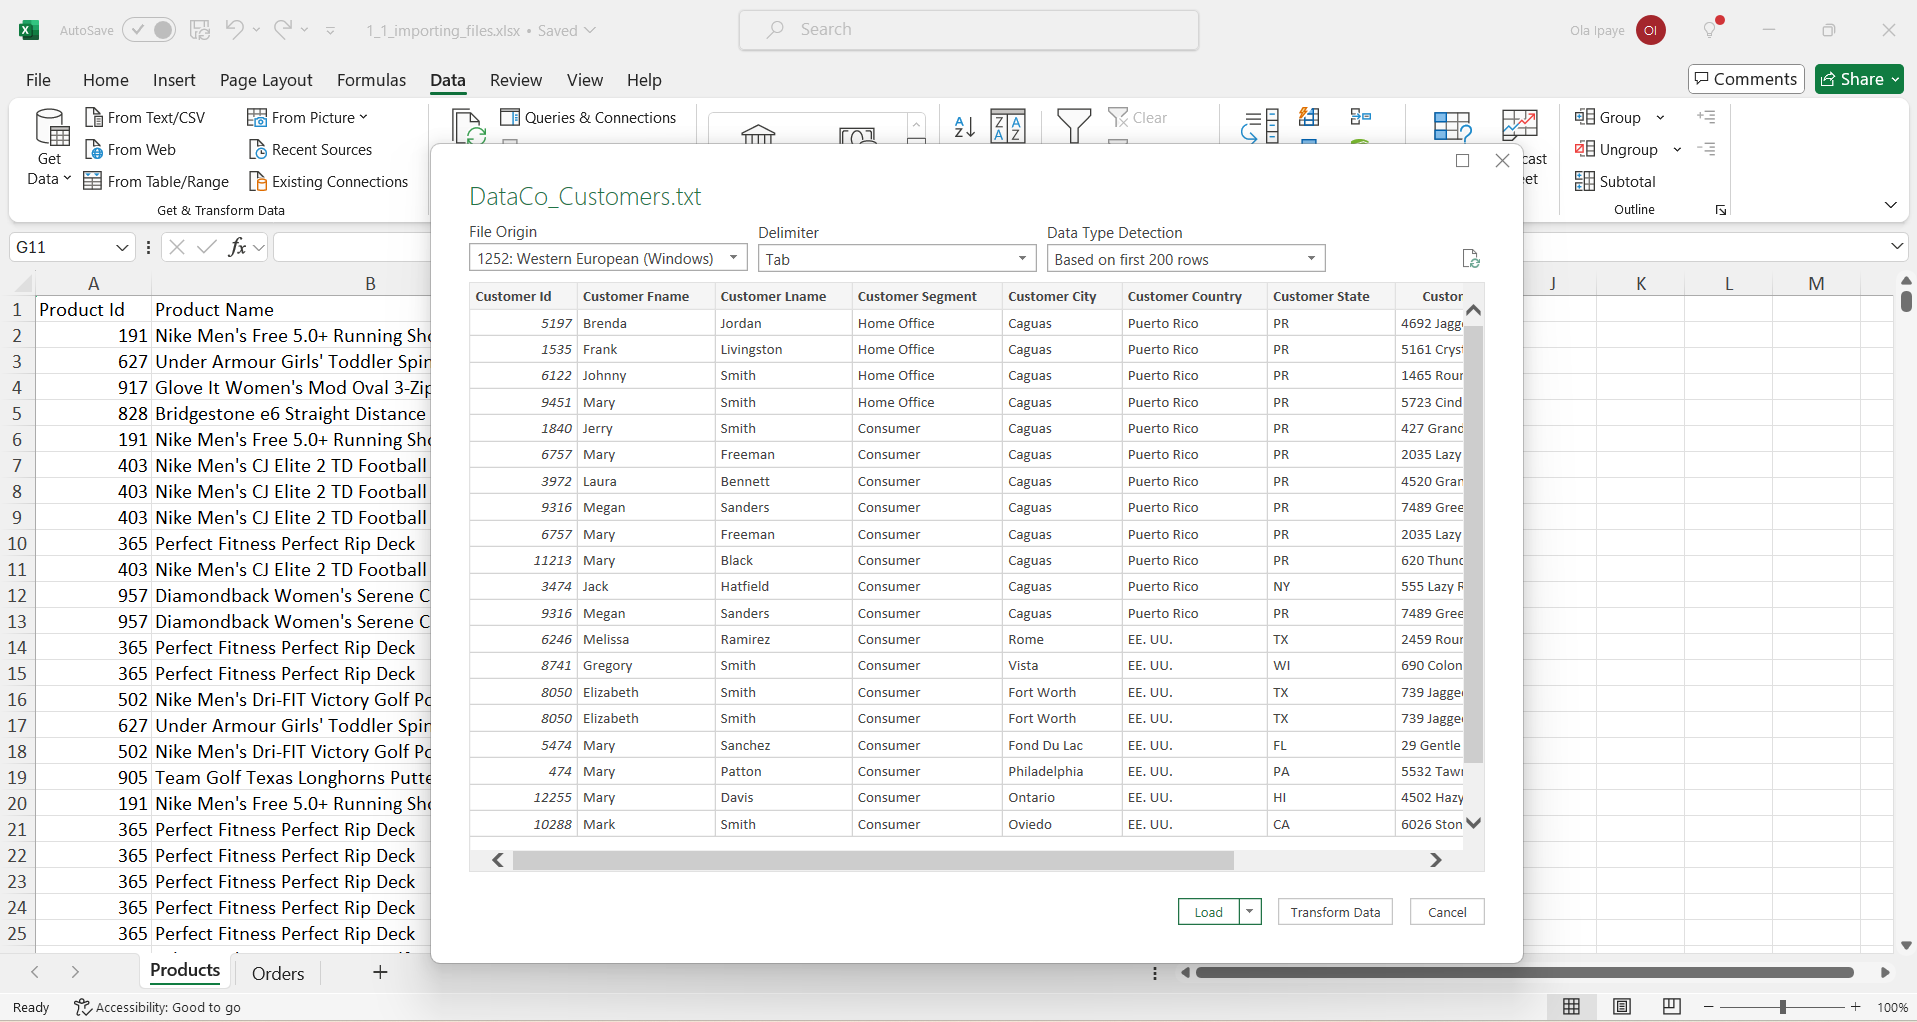 AutoSave
1_1_importing_files.xlsx • Saved
Search
Ola Ipaye
OI
File Home Insert Page Layout Formulas Data Review View Help
Comments
Share
Get Data
From Text/CSV
From Web
From Table/Range
From Picture
Recent Sources
Existing Connections
Get & Transform Data
Queries & Connections
Clear
Group
Ungroup
Subtotal
Outline
G11
fx
A B J K L M
1 Product Id Product Name
2 191 Nike Men's Free 5.0+ Running Sho
3 627 Under Armour Girls' Toddler Spin
4 917 Glove It Women's Mod Oval 3-Zip
5 828 Bridgestone e6 Straight Distance
6 191 Nike Men's Free 5.0+ Running Sho
7 403 Nike Men's CJ Elite 2 TD Football
8 403 Nike Men's CJ Elite 2 TD Football
9 403 Nike Men's CJ Elite 2 TD Football
10 365 Perfect Fitness Perfect Rip Deck
11 403 Nike Men's CJ Elite 2 TD Football
12 957 Diamondback Women's Serene C
13 957 Diamondback Women's Serene C
14 365 Perfect Fitness Perfect Rip Deck
15 365 Perfect Fitness Perfect Rip Deck
16 502 Nike Men's Dri-FIT Victory Golf Po
17 627 Under Armour Girls' Toddler Spin
18 502 Nike Men's Dri-FIT Victory Golf Po
19 905 Team Golf Texas Longhorns Putte
20 191 Nike Men's Free 5.0+ Running Sho
21 365 Perfect Fitness Perfect Rip Deck
22 365 Perfect Fitness Perfect Rip Deck
23 365 Perfect Fitness Perfect Rip Deck
24 365 Perfect Fitness Perfect Rip Deck
25 365 Perfect Fitness Perfect Rip Deck
DataCo_Customers.txt
File Origin Delimiter Data Type Detection
1252: Western European (Windows) Tab Based on first 200 rows
Customer Id Customer Fname Customer Lname Customer Segment Customer City Customer Country Customer State Custor
5197 Brenda Jordan Home Office Caguas Puerto Rico PR 4692 Jagg
1535 Frank Livingston Home Office Caguas Puerto Rico PR 5161 Cryst
6122 Johnny Smith Home Office Caguas Puerto Rico PR 1465 Rour
9451 Mary Smith Home Office Caguas Puerto Rico PR 5723 Cind
1840 Jerry Smith Consumer Caguas Puerto Rico PR 427 Grand
6757 Mary Freeman Consumer Caguas Puerto Rico PR 2035 Lazy
3972 Laura Bennett Consumer Caguas Puerto Rico PR 4520 Gran
9316 Megan Sanders Consumer Caguas Puerto Rico PR 7489 Gree
6757 Mary Freeman Consumer Caguas Puerto Rico PR 2035 Lazy
11213 Mary Black Consumer Caguas Puerto Rico PR 620 Thunc
3474 Jack Hatfield Consumer Caguas Puerto Rico NY 555 Lazy R
9316 Megan Sanders Consumer Caguas Puerto Rico PR 7489 Gree
6246 Melissa Ramirez Consumer Rome EE. UU. TX 2459 Rour
8741 Gregory Smith Consumer Vista EE. UU. WI 690 Colon
8050 Elizabeth Smith Consumer Fort Worth EE. UU. TX 739 Jagge
8050 Elizabeth Smith Consumer Fort Worth EE. UU. TX 739 Jagge
5474 Mary Sanchez Consumer Fond Du Lac EE. UU. FL 29 Gentle
474 Mary Patton Consumer Philadelphia EE. UU. PA 5532 Tawı
12255 Mary Davis Consumer Ontario EE. UU. HI 4502 Hazy
10288 Mark Smith Consumer Oviedo EE. UU. CA 6026 Ston
Load Transform Data Cancel
Products Orders
Ready Accessibility: Good to go
100%